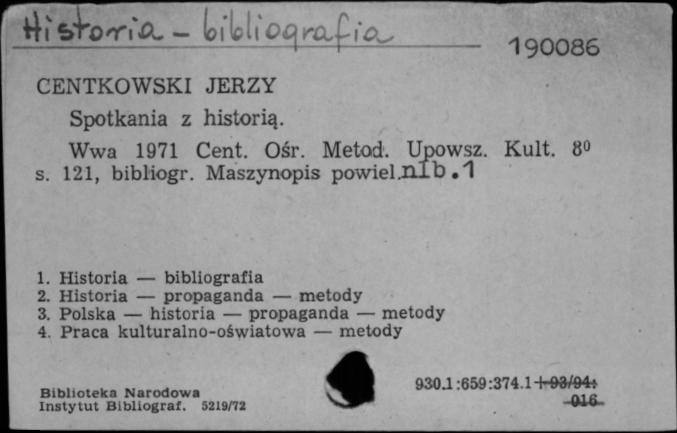 Historia - bibliografia
190086
CENTKOWSKI JERZY
Spotkania z historią.
Wwa 1971 Cent. Ośr. Metod. Upowsz. Kult. 8⁰
s. 121, bibliogr. Maszynopis powiel.nlb.1
1. Historia — bibliografia
2. Historia — propaganda — metody
3. Polska — historia — propaganda — metody
4. Praca kulturalno-oświatowa — metody
930.1:659:374.1+93/94:
016
Biblioteka Narodowa
Instytut Bibliograf. 5219/72